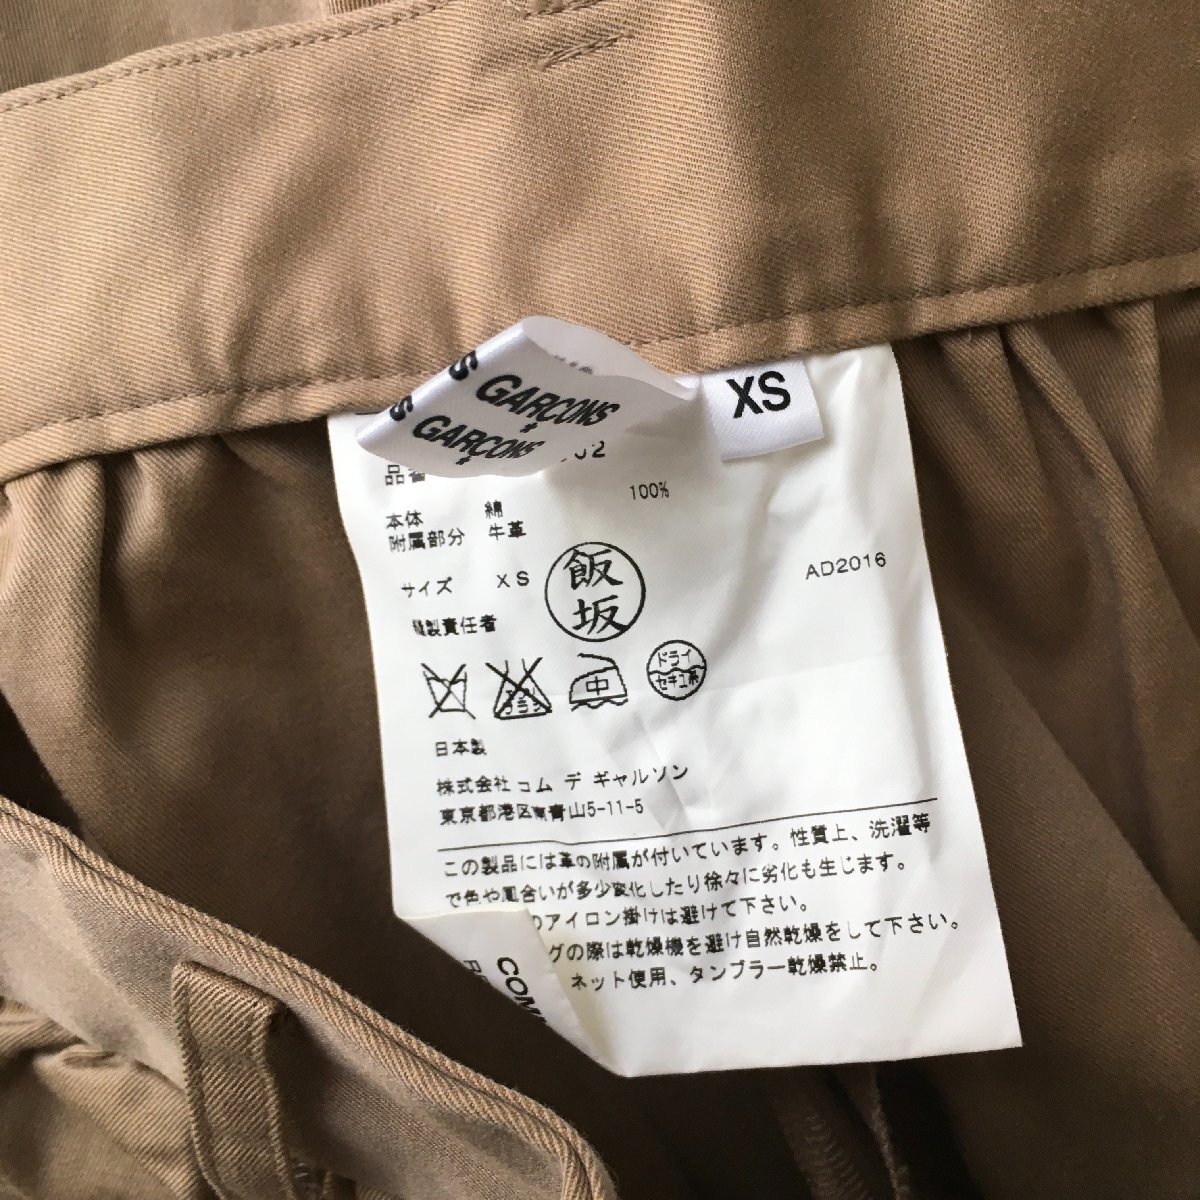 S GARÇONS
S GARÇONS
XS
品番
02
本体 綿 100%
附属部分 牛革
サイズ XS
AD2016
縫製責任者
飯坂
中
ドライ
セキユ系
日本製
株式会社 コム デ ギャルソン
東京都港区南青山5-11-5
この製品には革の附属が付いています。性質上、洗濯等
で色や風合いが多少変化したり徐々に劣化も生じます。
のアイロン掛けは避けて下さい。
グの際は乾燥機を避け自然乾燥をして下さい。
ネット使用、タンブラー乾燥禁止。
COM